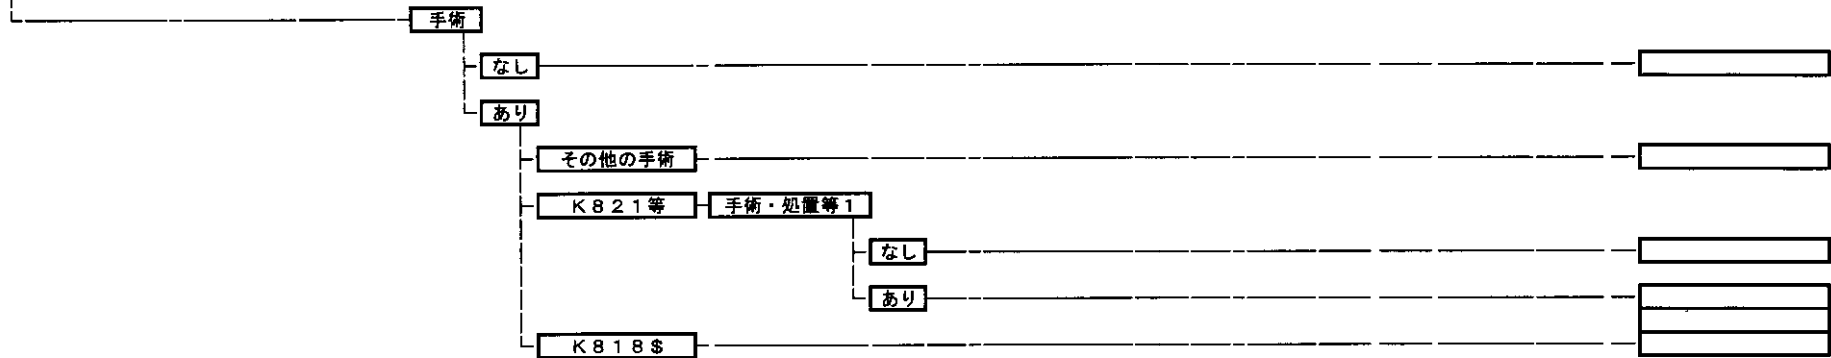 手術
なし
あり
その他の手術
K821等
手術・処置等1
なし
あり
K818$